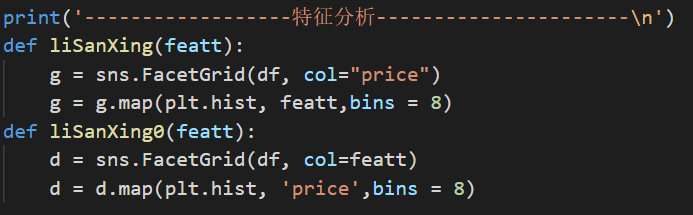 print('------------------特征分析----------------------\n')
def liSanXing(featt):
    g = sns.FacetGrid(df, col="price")
    g = g.map(plt.hist, featt,bins = 8)
def liSanXing0(featt):
    d = sns.FacetGrid(df, col=featt)
    d = d.map(plt.hist, 'price',bins = 8)